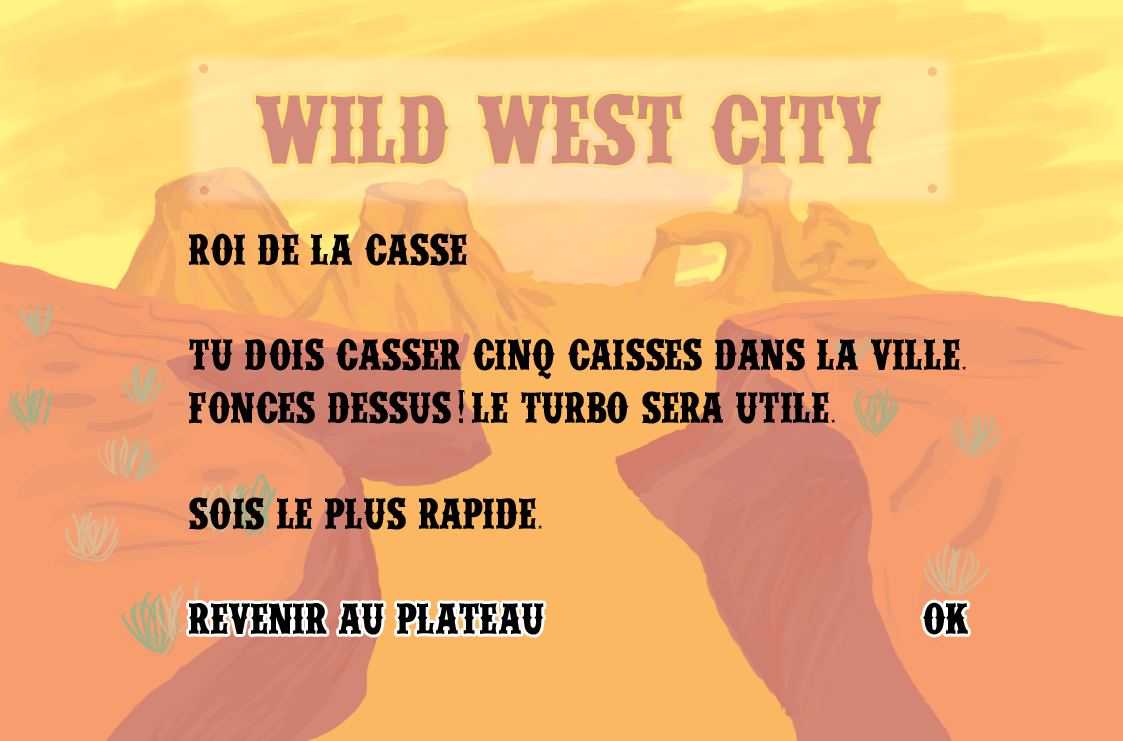 WILD WEST CITY
ROI DE LA CASSE
TU DOIS CASSER CINQ CAISSES DANS LA VILLE.
FONCES DESSUS! LE TURBO SERA UTILE.
SOIS LE PLUS RAPIDE.
REVENIR AU PLATEAU
OK